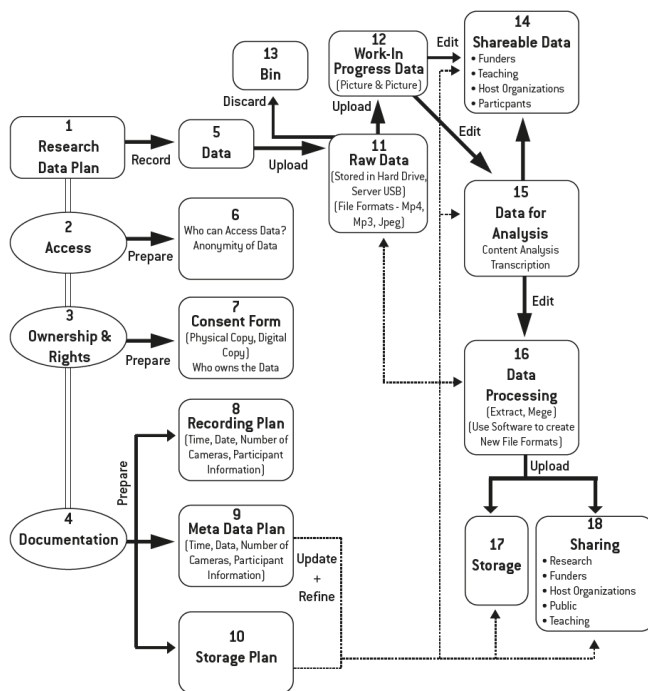 1
Research
Data Plan
Record
2
Access
Prepare
3
Ownership &
Rights
Prepare
4
Documentation
Prepare
5
Data
Upload
6
Who can Access Data?
Anonymity of Data
7
Consent Form
(Physical Copy, Digital
Copy)
Who owns the Data
8
Recording Plan
(Time, Date, Number of
Cameras, Participant
Information)
9
Meta Data Plan
(Time, Data, Number of
Cameras, Participant
Information)
10
Storage Plan
Update
+
Refine
13
Bin
Discard
11
Raw Data
(Stored in Hard Drive,
Server USB)
(File Formats - Mp4,
Mp3, Jpeg)
Upload
12
Work-In
Progress Data
(Picture & Picture)
Edit
Edit
14
Shareable Data
• Funders
• Teaching
• Host Organizations
• Particpants
15
Data for
Analysis
Content Analysis
Transcription
Edit
16
Data
Processing
(Extract, Mege)
(Use Software to create
New File Formats)
Upload
17
Storage
18
Sharing
• Research
• Funders
• Host Organizations
• Public
• Teaching